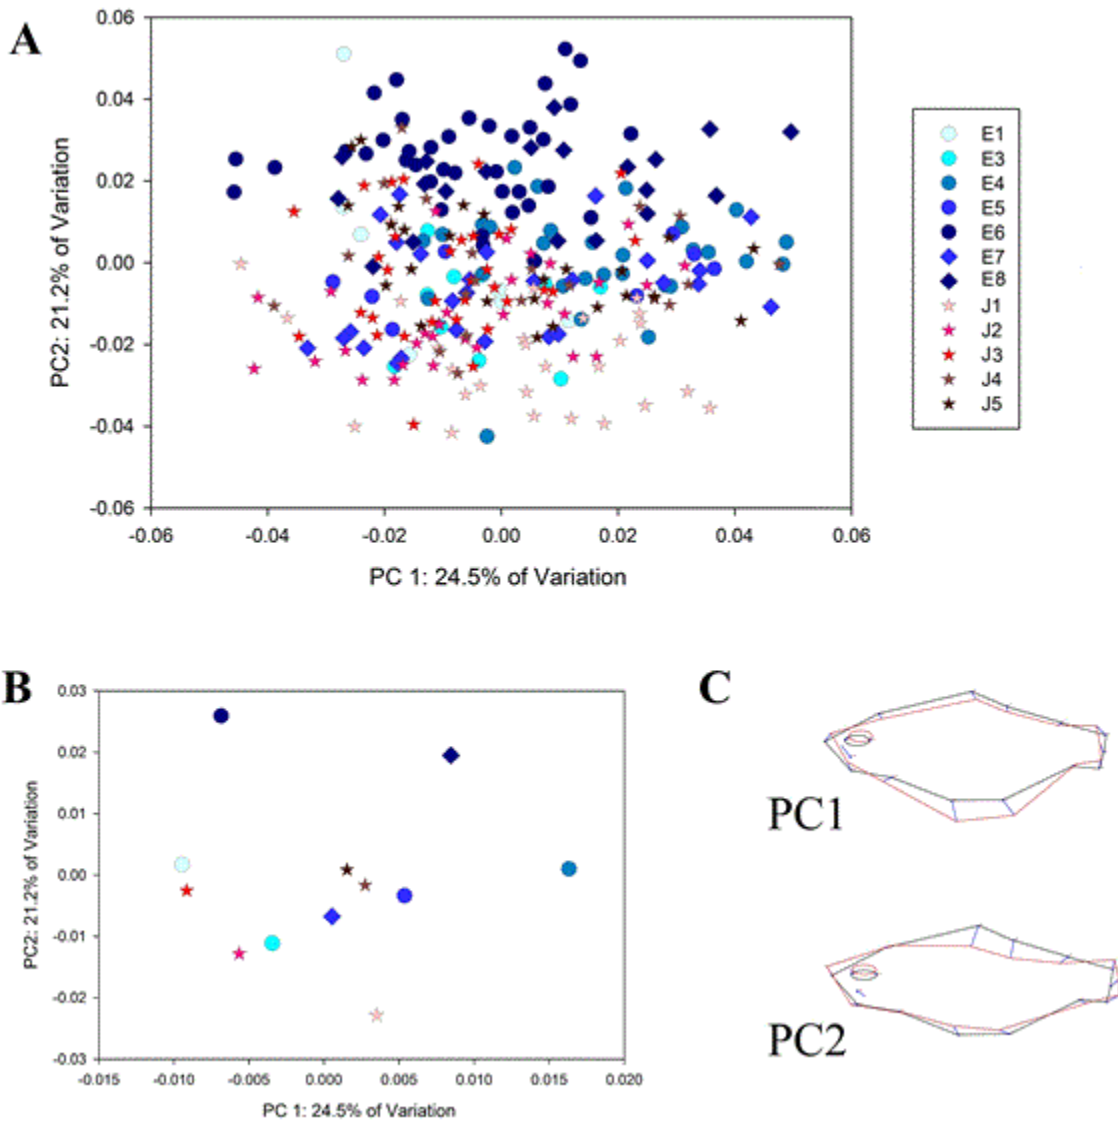 A
0.06
0.04
0.02
0.00
-0.02
-0.04
-0.06
PC2: 21.2% of Variation
-0.06 -0.04 -0.02 0.00 0.02 0.04 0.06
PC 1: 24.5% of Variation
E1
E3
E4
E5
E6
E7
E8
J1
J2
J3
J4
J5
B
0.03
0.02
0.01
0.00
-0.01
-0.02
-0.03
PC2: 21.2% of Variation
-0.015 -0.010 -0.005 0.000 0.005 0.010 0.015 0.020
PC 1: 24.5% of Variation
C
PC1
PC2